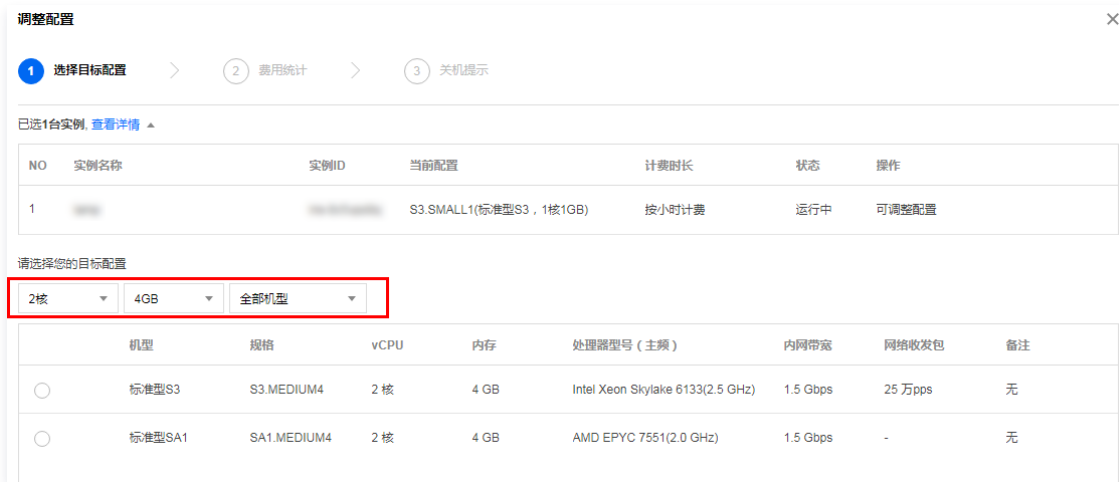 调整配置
1 选择目标配置 2 费用统计 3 关机提示
已选1台实例, 查看详情
NO 实例名称 实例ID 当前配置 计费时长 状态 操作
1 S3.SMALL1(标准型S3，1核1GB) 按小时计费 运行中 可调整配置
请选择您的目标配置
2核 4GB 全部机型
机型 规格 vCPU 内存 处理器型号（主频） 内网带宽 网络收发包 备注
标准型S3 S3.MEDIUM4 2 核 4 GB Intel Xeon Skylake 6133(2.5 GHz) 1.5 Gbps 25 万pps 无
标准型SA1 SA1.MEDIUM4 2 核 4 GB AMD EPYC 7551(2.0 GHz) 1.5 Gbps - 无